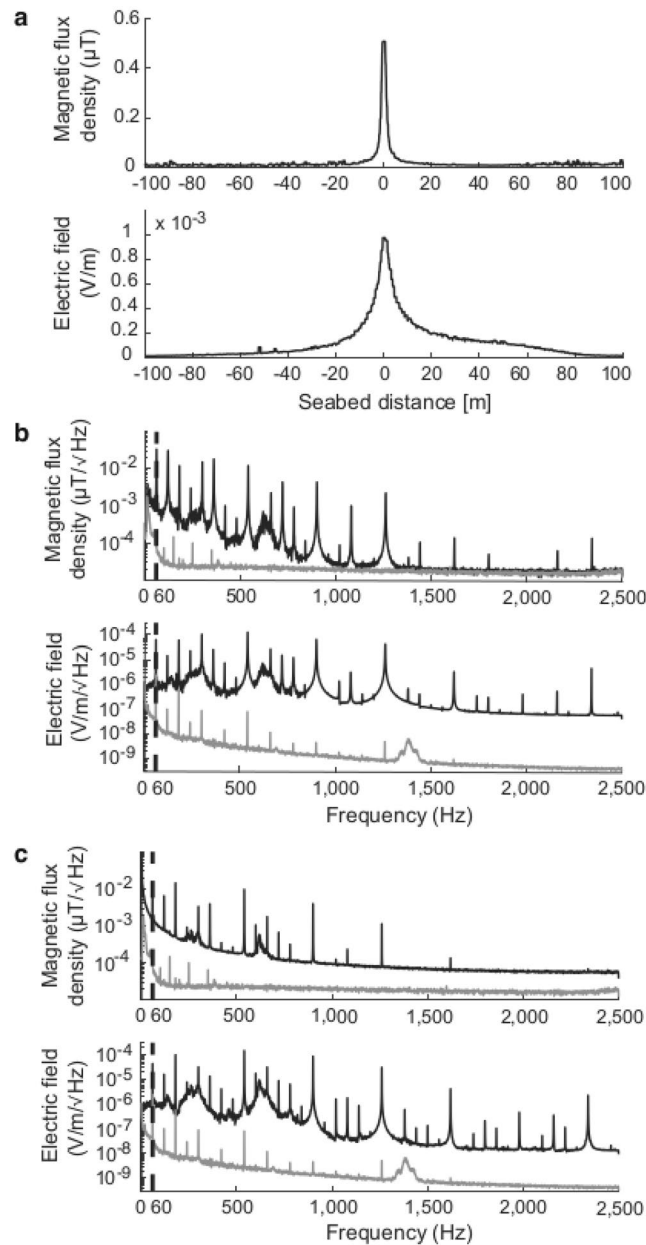 a
Magnetic flux
density (µT)
0.6
0.4
0.2
0
-100 -80 60 -40 -20 0 20 40 60 80 100
Electric field
(V/m)
x 10-3
1
0.8
0.6
0.4
0.2
0
-100 -80 60 -40 -20 0 20 40 60 80 100
Seabed distance [m]
b
Magnetic flux
density (µT/√Hz)
10-2
10-3
10-4
0 60 500 1,000 1,500 2,000 2,500
Electric field
(V/m/√Hz)
10-4
10-5
10-6
10-7
10-8
10-9
0 60 500 1,000 1,500 2,000 2,500
Frequency (Hz)
c
Magnetic flux
density (µT/√Hz)
10-2
10-3
10-4
0 60 500 1,000 1,500 2,000 2,500
Electric field
(V/m/√Hz)
10-4
10-5
10-6
10-7
10-8
10-9
0 60 500 1,000 1,500 2,000 2,500
Frequency (Hz)